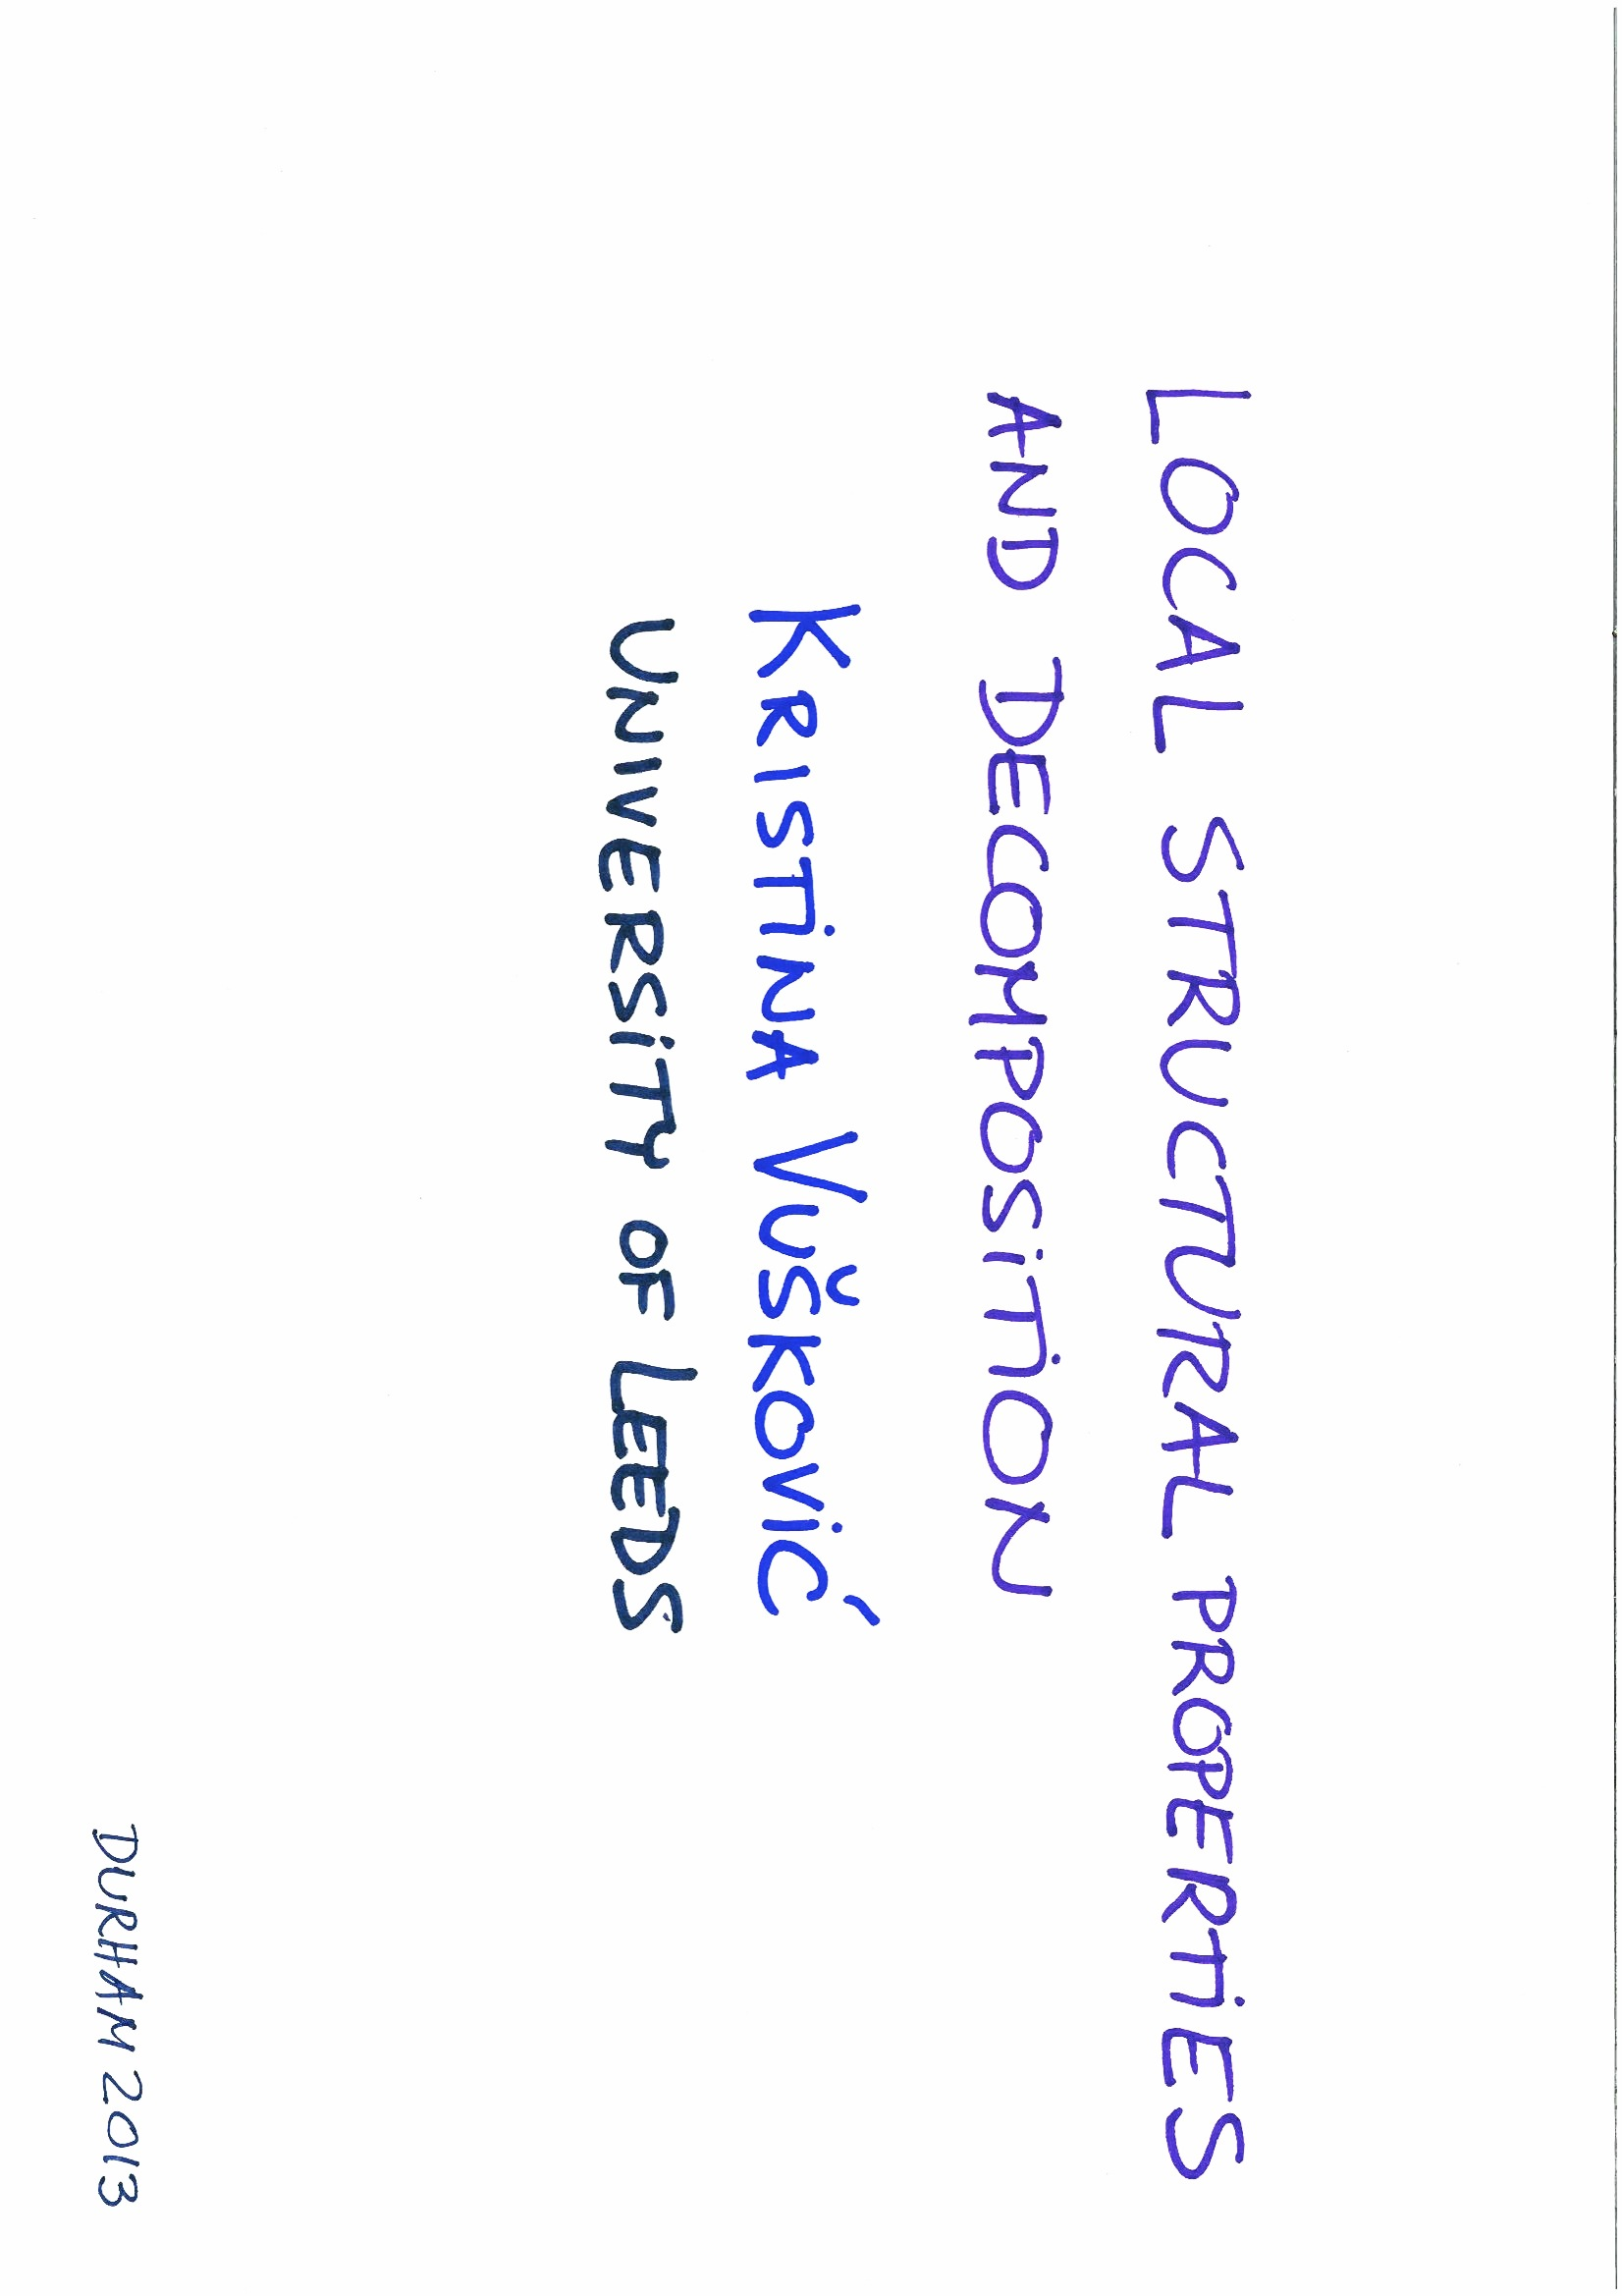 LOCAL STRUCTURAL PROPERTIES
AND DECOMPOSITION
KRISTINA VUŠKOVIĆ
UNIVERSITY OF LEEDS
DURHAM 2013